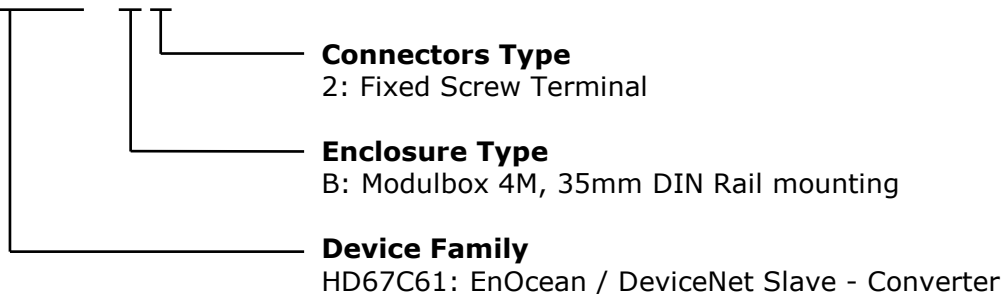 Connectors Type
2: Fixed Screw Terminal
Enclosure Type
B: Modulbox 4M, 35mm DIN Rail mounting
Device Family
HD67C61: EnOcean / DeviceNet Slave - Converter